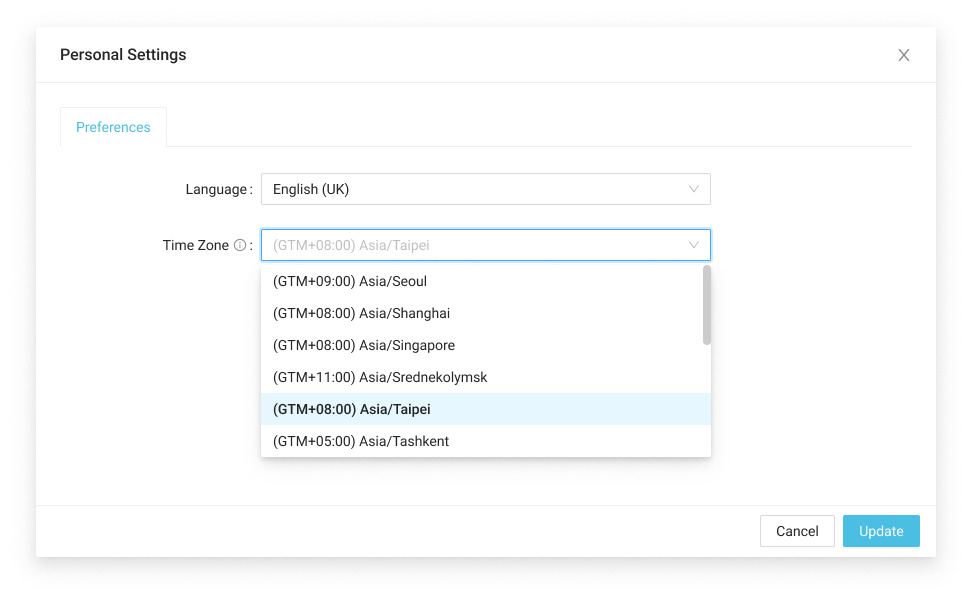 Personal Settings
Preferences
Language :
English (UK)
Time Zone :
(GTM+08:00) Asia/Taipei
(GTM+09:00) Asia/Seoul
(GTM+08:00) Asia/Shanghai
(GTM+08:00) Asia/Singapore
(GTM+11:00) Asia/Srednekolymsk
(GTM+08:00) Asia/Taipei
(GTM+05:00) Asia/Tashkent
Cancel
Update